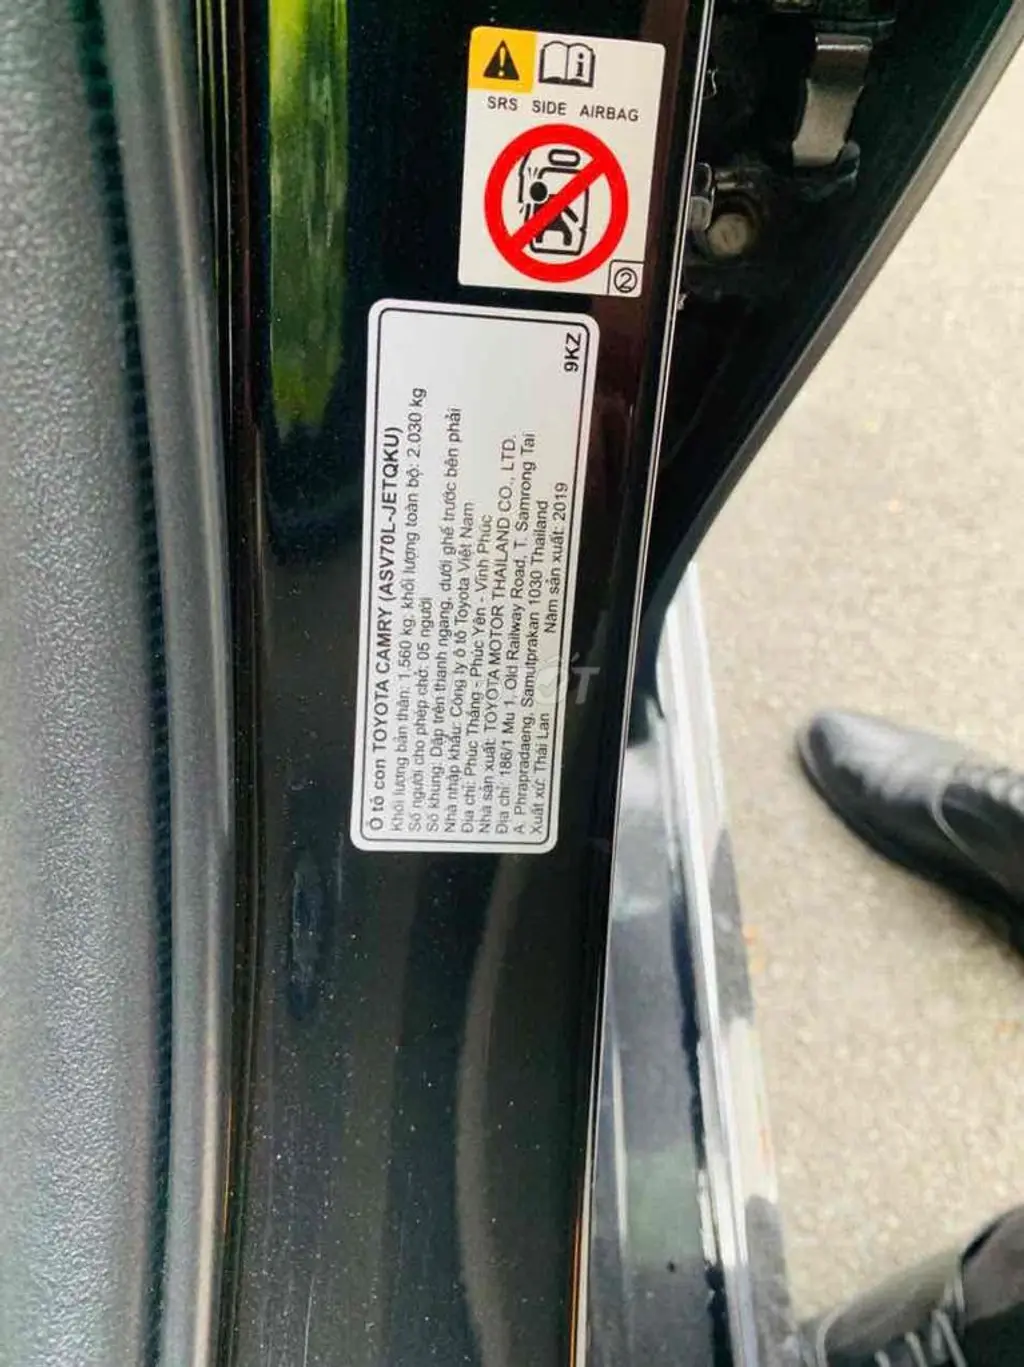 SRS SIDE AIRBAG
2
Ô tô con TOYOTA CAMRY (ASV70L-JETQKU)
Khối lượng bản thân: 1.560 kg; khối lượng toàn bộ: 2.030 kg
Số người cho phép chở: 05 người
Số khung: Dập trên thanh ngang, dưới ghế trước bên phải
Nhà nhập khẩu: Công ty ô tô Toyota Việt Nam
Địa chỉ: Phúc Thắng - Phúc Yên - Vĩnh Phúc
Nhà sản xuất: TOYOTA MOTOR THAILAND CO., LTD.
Địa chỉ: 186/1 Mu 1, Old Railway Road, T. Samrong Tai
A. Phrapradaeng, Samutprakan 1030 Thailand
Xuất xứ: Thái Lan Năm sản xuất: 2019
9KZ